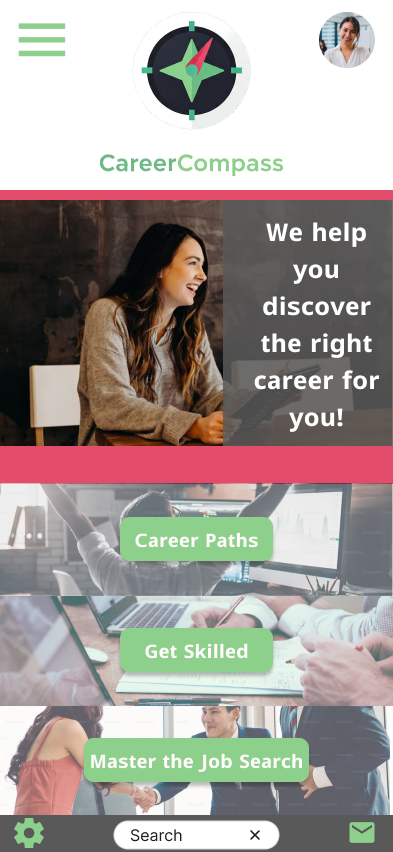 CareerCompass
We help
you
discover
the right
career for
you!
Career Paths
Get Skilled
Master the Job Search
Search